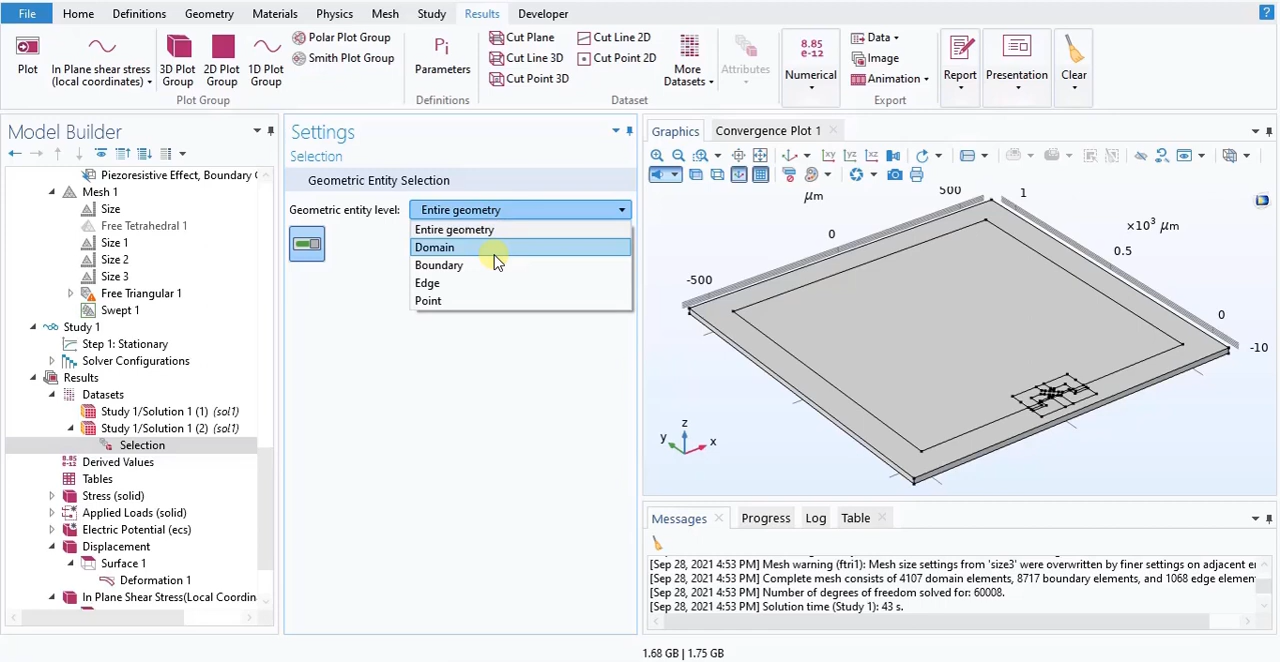 File Home Definitions Geometry Materials Physics Mesh Study Results Developer ?
Plot
In Plane shear stress (local coordinates)
3D Plot Group
2D Plot Group
1D Plot Group
Polar Plot Group
Smith Plot Group
Plot Group
Pi
Parameters
Definitions
Cut Plane
Cut Line 3D
Cut Point 3D
Cut Line 2D
Cut Point 2D
More Datasets
Dataset
Attributes
8.85
e-12
Numerical
Data
Image
Animation
Export
Report
Presentation
Clear
Model Builder
Piezoresistive Effect, Boundary C
Mesh 1
Size
Free Tetrahedral 1
Size 1
Size 2
Size 3
Free Triangular 1
Swept 1
Study 1
Step 1: Stationary
Solver Configurations
Results
Datasets
Study 1/Solution 1 (1) (sol1)
Study 1/Solution 1 (2) (sol1)
Selection
8.85
e-12
Derived Values
Tables
Stress (solid)
Applied Loads (solid)
Electric Potential (ecs)
Displacement
Surface 1
Deformation 1
In Plane Shear Stress(Local Coordin
Settings
Selection
Geometric Entity Selection
Geometric entity level: Entire geometry
Entire geometry
Domain
Boundary
Edge
Point
Graphics Convergence Plot 1
xy yz xz
μm
500
1
×10³ μm
0
0.5
-500
0
-10
z
y
x
Messages Progress Log Table
[Sep 28, 2021 4:53 PM] Mesh warning (ftri1): Mesh size settings from 'size3' were overwritten by finer settings on adjacent er
[Sep 28, 2021 4:53 PM] Complete mesh consists of 4107 domain elements, 8717 boundary elements, and 1068 edge elemen
[Sep 28, 2021 4:53 PM] Number of degrees of freedom solved for: 60008.
[Sep 28, 2021 4:53 PM] Solution time (Study 1): 43 s.
1.68 GB | 1.75 GB